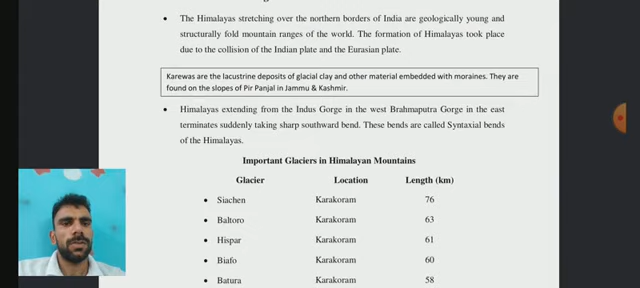 The Himalayas stretching over the northern borders of India are geologically young and
structurally fold mountain ranges of the world. The formation of Himalayas took place
due to the collision of the Indian plate and the Eurasian plate.
Karewas are the lacustrine deposits of glacial clay and other material embedded with moraines. They are
found on the slopes of Pir Panjal in Jammu & Kashmir.
Himalayas extending from the Indus Gorge in the west Brahmaputra Gorge in the east
terminates suddenly taking sharp southward bend. These bends are called Syntaxial bends
of the Himalayas.
Important Glaciers in Himalayan Mountains
Glacier Location Length (km)
Siachen Karakoram 76
Baltoro Karakoram 63
Hispar Karakoram 61
Biafo Karakoram 60
Batura Karakoram 58